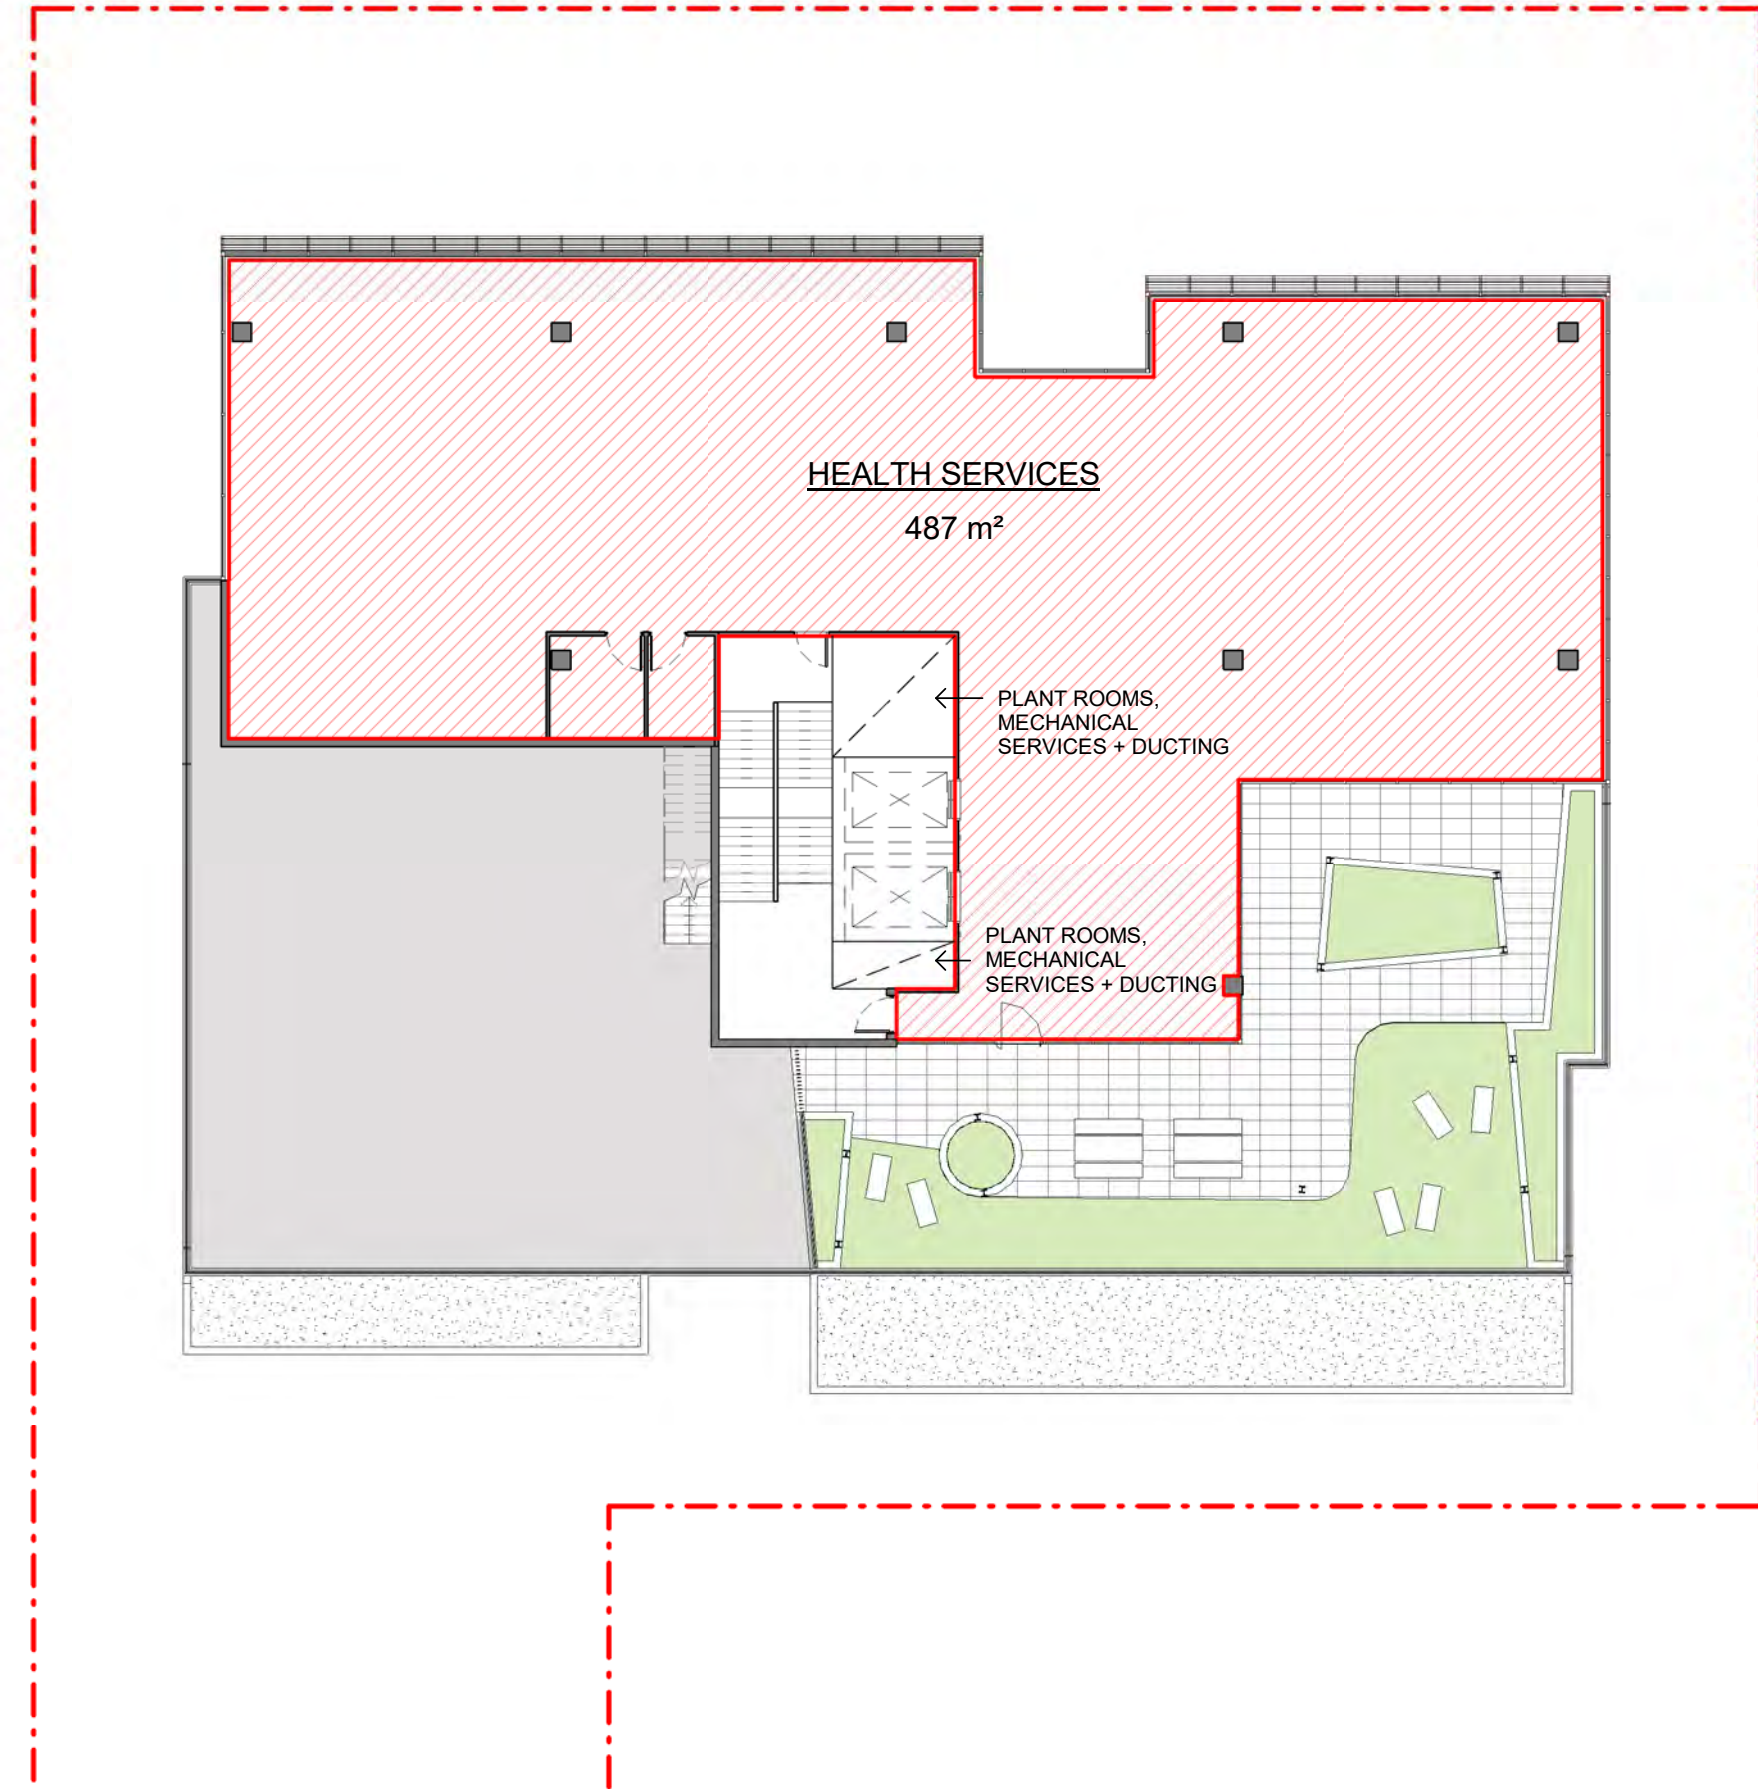 HEALTH SERVICES
487 m²
PLANT ROOMS,
MECHANICAL
SERVICES + DUCTING
PLANT ROOMS,
MECHANICAL
SERVICES + DUCTING